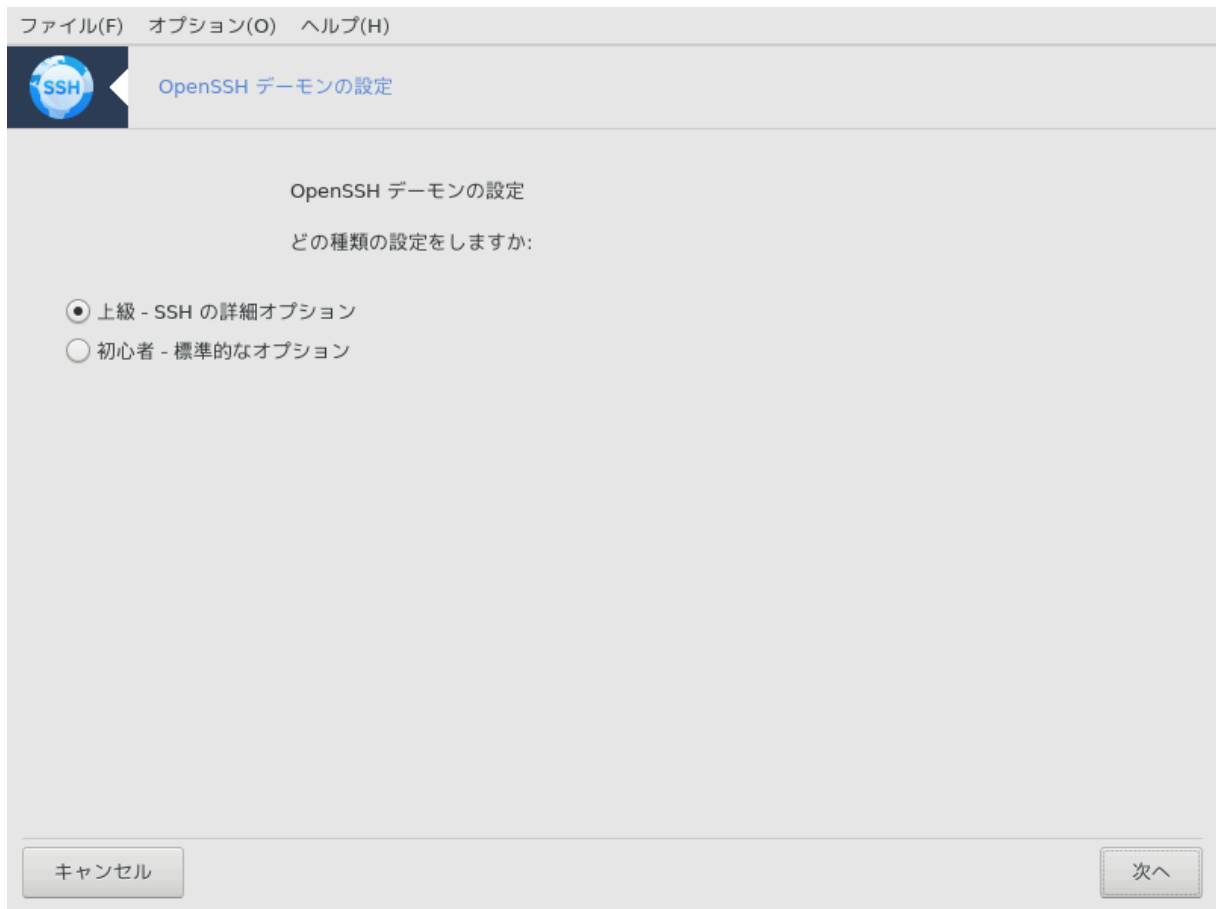 ファイル(F) オプション(O) ヘルプ(H)
SSH
OpenSSH デーモンの設定
OpenSSH デーモンの設定
どの種類の設定をしますか:
上級 - SSH の詳細オプション
初心者 - 標準的なオプション
キャンセル 次へ